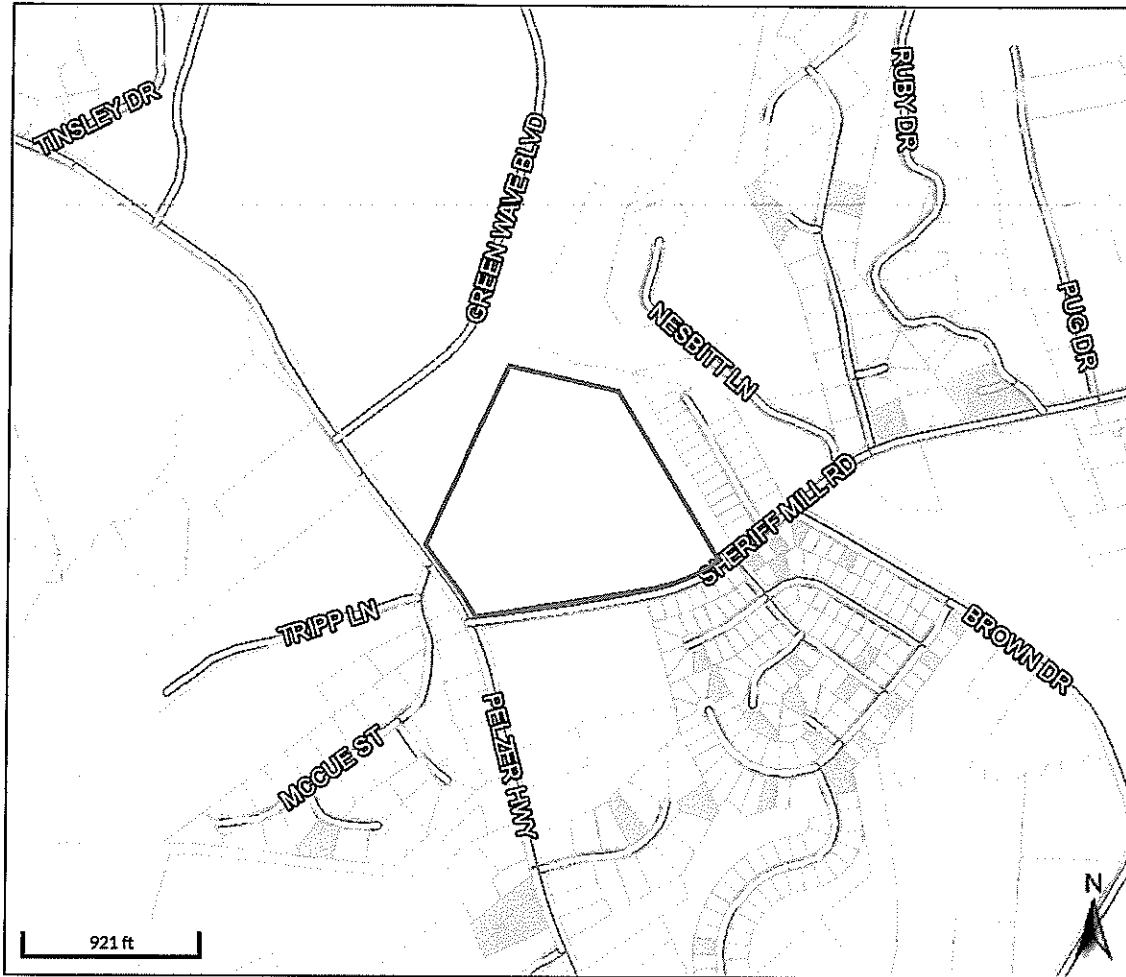 TINSLEY DR
GREEN WAVE BLVD
RUBY DR
PUG DR
NESBITT LN
SHERIFF MILL RD
TRIPP LN
BROWN DR
MCCUE ST
PELZER HWY
N
921 ft